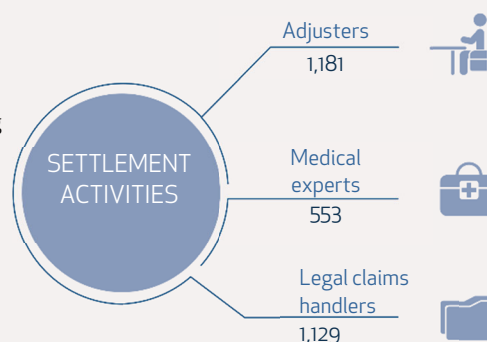 Adjusters
1,181
SETTLEMENT
ACTIVITIES
Medical
experts
553
Legal claims
handlers
1,129